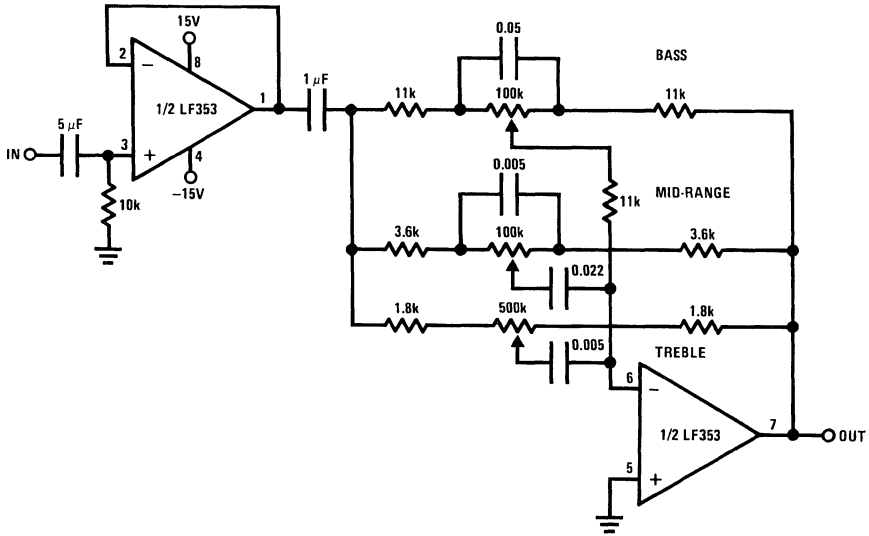 15V
2
−
8
1/2 LF353
1
5 μF
IN
3
+
4
−15V
10k
1 μF
0.05
BASS
11k
100k
11k
0.005
11k
MID-RANGE
3.6k
100k
3.6k
0.022
1.8k
500k
1.8k
0.005
TREBLE
6
−
1/2 LF353
7
OUT
5
+